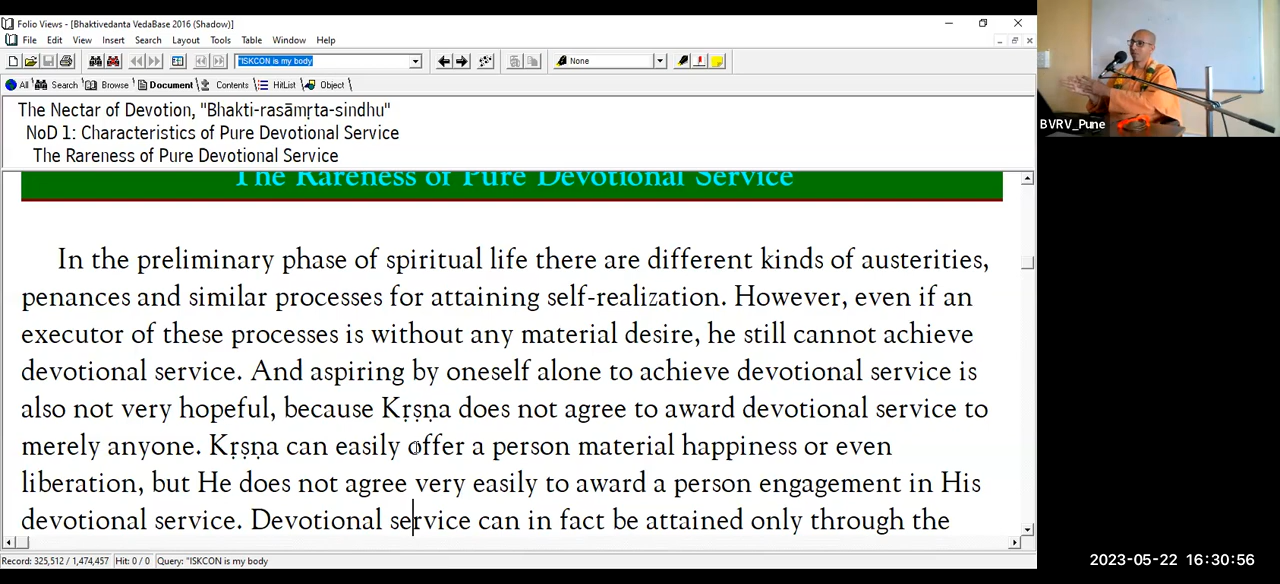 Folio Views - [Bhaktivedanta VedaBase 2016 (Shadow)]
File Edit View Insert Search Layout Tools Table Window Help
"ISKCON is my body
None
All Search Browse Document Contents HitList Object
The Nectar of Devotion, "Bhakti-rasāmṛta-sindhu"
NoD 1: Characteristics of Pure Devotional Service
The Rareness of Pure Devotional Service
The Rareness of Pure Devotional Service
In the preliminary phase of spiritual life there are different kinds of austerities,
penances and similar processes for attaining self-realization. However, even if an
executor of these processes is without any material desire, he still cannot achieve
devotional service. And aspiring by oneself alone to achieve devotional service is
also not very hopeful, because Kṛṣṇa does not agree to award devotional service to
merely anyone. Kṛṣṇa can easily offer a person material happiness or even
liberation, but He does not agree very easily to award a person engagement in His
devotional service. Devotional service can in fact be attained only through the
Record: 325,512 / 1,474,457 Hit: 0 / 0 Query: "ISKCON is my body
BVRV_Pune
2023-05-22 16:30:56